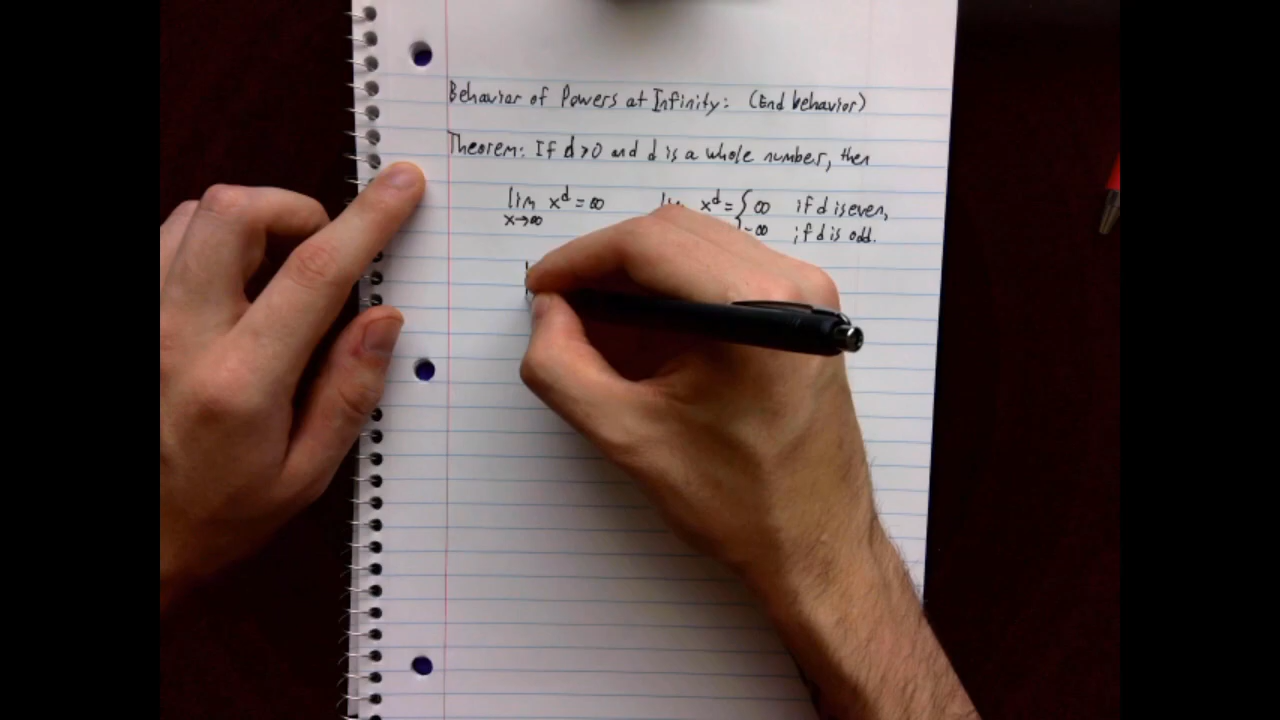 Behavior of Powers at Infinity: (End behavior)
Theorem: If d > 0 and d is a whole number, then
lim x^d = ∞ x^d = { ∞ if d is even,
x→∞ -∞ if d is odd.